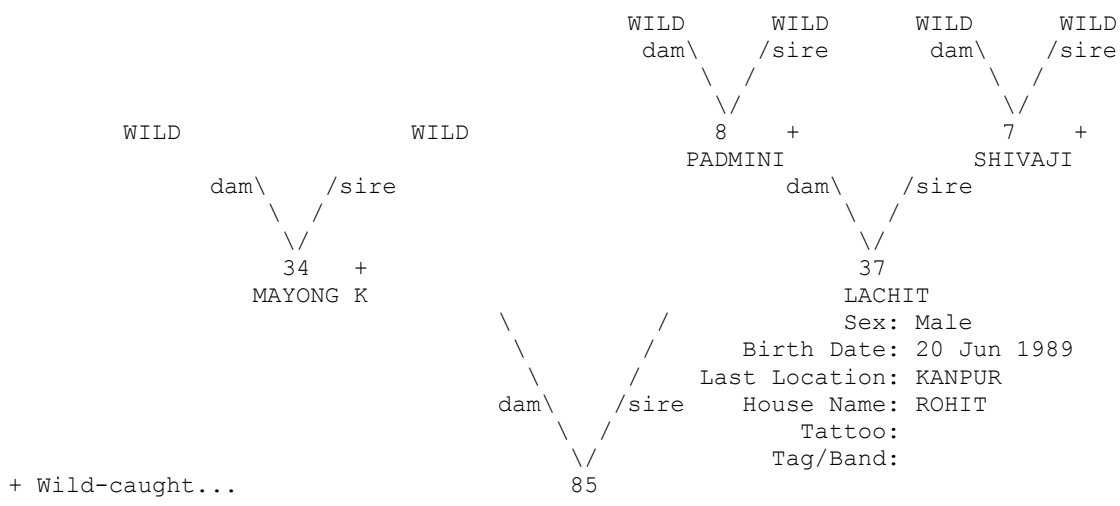 WILD WILD WILD WILD
dam\ /sire dam\ /sire
\ / \ /
\/ \/
WILD WILD 8 + 7 +
PADMINI SHIVAJI
dam\ /sire dam\ /sire
\ / \ /
\/ \/
34 + 37
MAYONG K LACHIT
\ / Sex: Male
\ / Birth Date: 20 Jun 1989
\ / Last Location: KANPUR
dam\ /sire House Name: ROHIT
\ / Tattoo:
\/ Tag/Band:
+ Wild-caught... 85